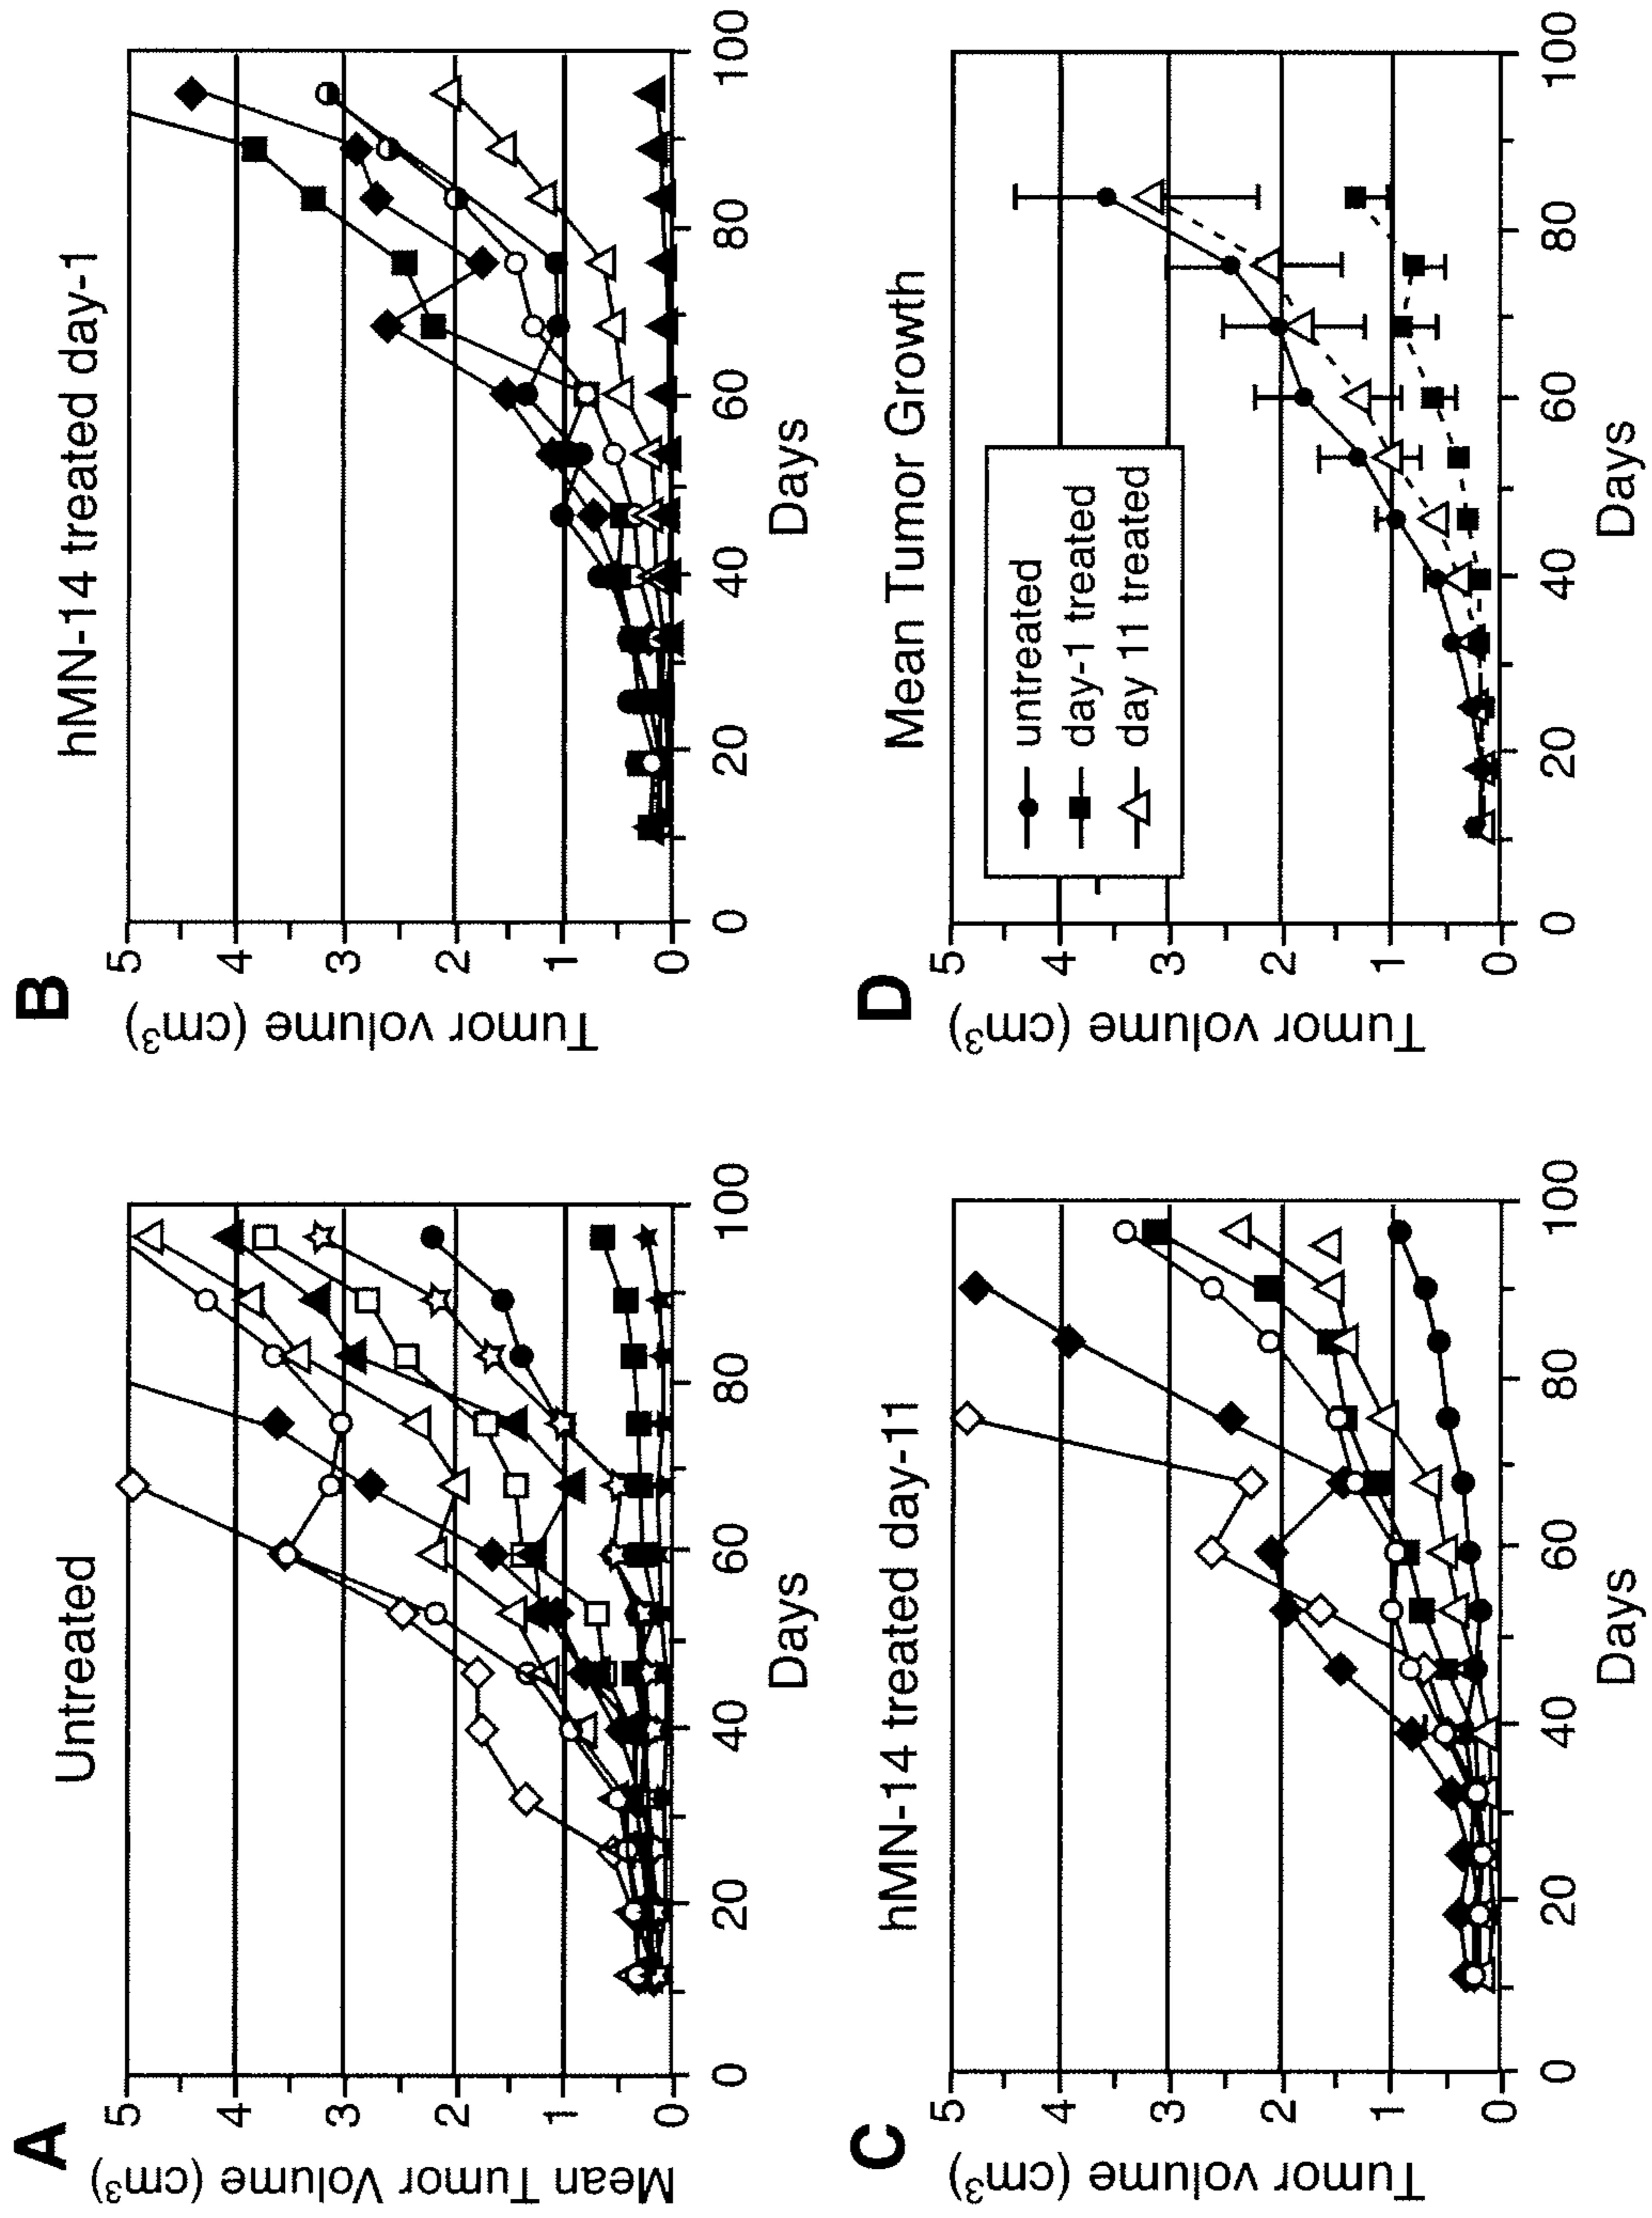 A
Untreated
Mean Tumor Volume (cm³)
5
4
3
2
1
0
0 20 40 60 80 100
Days
B
hMN-14 treated day-1
Tumor volume (cm³)
5
4
3
2
1
0
0 20 40 60 80 100
Days
C
hMN-14 treated day-11
Tumor volume (cm³)
5
4
3
2
1
0
0 20 40 60 80 100
Days
D
Mean Tumor Growth
Tumor volume (cm³)
5
4
3
2
1
0
untreated
day-1 treated
day 11 treated
0 20 40 60 80 100
Days